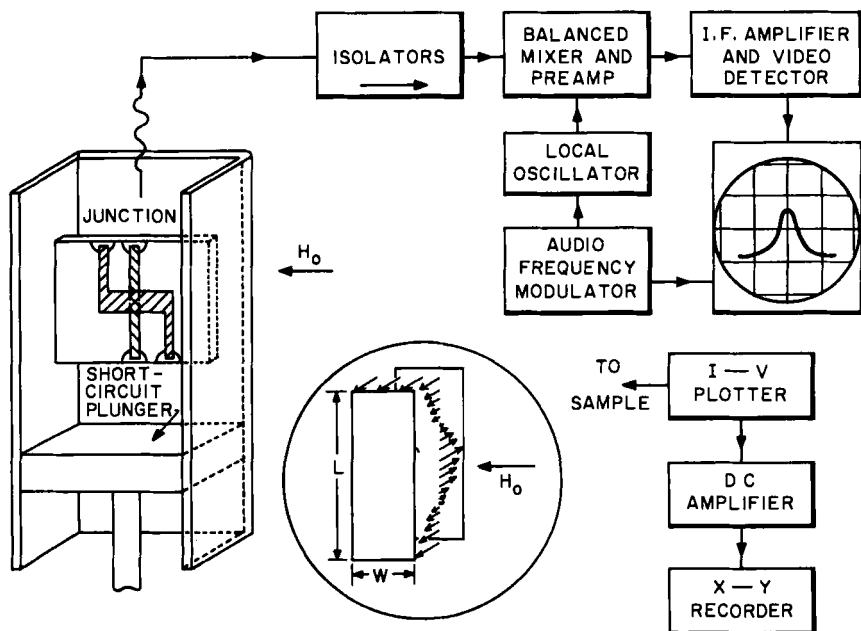 ISOLATORS
BALANCED
MIXER AND
PREAMP
I.F. AMPLIFIER
AND VIDEO
DETECTOR
LOCAL
OSCILLATOR
AUDIO
FREQUENCY
MODULATOR
JUNCTION
H₀
SHORT-
CIRCUIT
PLUNGER
L
W
H₀
TO
SAMPLE
I — V
PLOTTER
DC
AMPLIFIER
X — Y
RECORDER